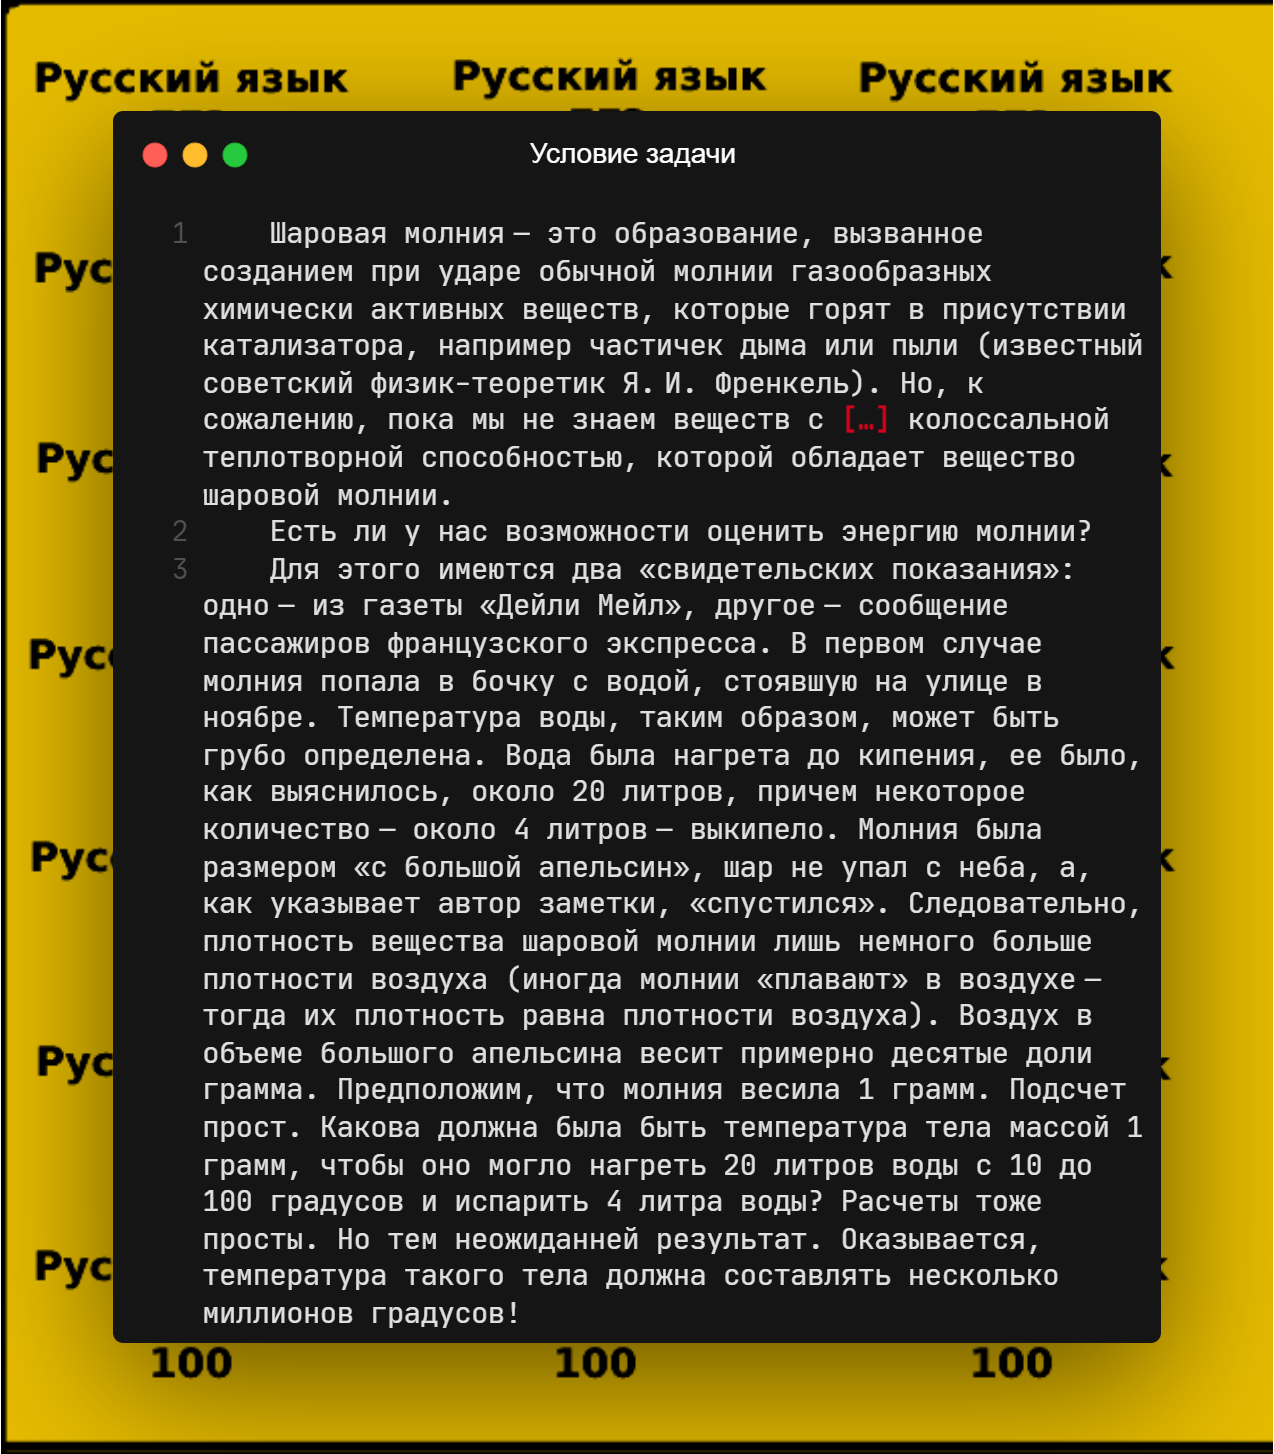 Русский язык Русский язык Русский язык
Условие задачи
1 Шаровая молния — это образование, вызванное
созданием при ударе обычной молнии газообразных
химически активных веществ, которые горят в присутствии
катализатора, например частичек дыма или пыли (известный
советский физик-теоретик Я. И. Френкель). Но, к
сожалению, пока мы не знаем веществ с […] колоссальной
теплотворной способностью, которой обладает вещество
шаровой молнии.
2 Есть ли у нас возможности оценить энергию молнии?
3 Для этого имеются два «свидетельских показания»:
одно — из газеты «Дейли Мейл», другое — сообщение
пассажиров французского экспресса. В первом случае
молния попала в бочку с водой, стоявшую на улице в
ноябре. Температура воды, таким образом, может быть
грубо определена. Вода была нагрета до кипения, ее было,
как выяснилось, около 20 литров, причем некоторое
количество — около 4 литров — выкипело. Молния была
размером «с большой апельсин», шар не упал с неба, а,
как указывает автор заметки, «спустился». Следовательно,
плотность вещества шаровой молнии лишь немного больше
плотности воздуха (иногда молнии «плавают» в воздухе —
тогда их плотность равна плотности воздуха). Воздух в
объеме большого апельсина весит примерно десятые доли
грамма. Предположим, что молния весила 1 грамм. Подсчет
прост. Какова должна была быть температура тела массой 1
грамм, чтобы оно могло нагреть 20 литров воды с 10 до
100 градусов и испарить 4 литра воды? Расчеты тоже
просты. Но тем неожиданней результат. Оказывается,
температура такого тела должна составлять несколько
миллионов градусов!
100 100 100